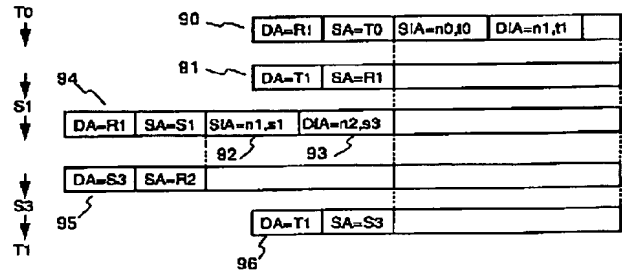 T0
90
DA=R1 SA=T0 SIA=n0,t0 DIA=n1,t1
91
DA=T1 SA=R1
94
S1
DA=R1 SA=S1 SIA=n1,s1 DIA=n2,s3
92 93
DA=S3 SA=R2
S3
95
DA=T1 SA=S3
T1
96